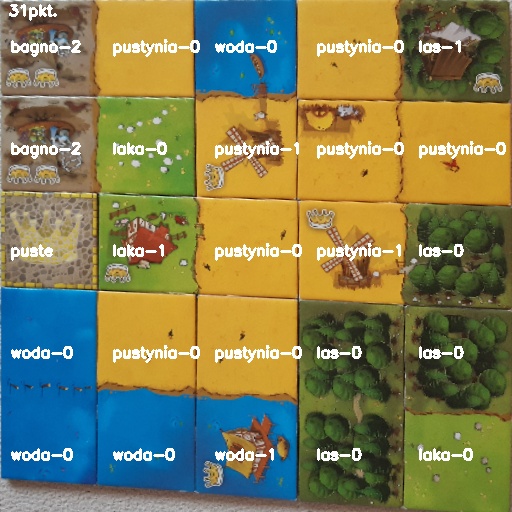 31pkt.
bagno-2 pustynia-0 woda-0 pustynia-0 las-1
bagno-2 laka-0 pustynia-1 pustynia-0 pustynia-0
puste laka-1 pustynia-0 pustynia-1 las-0
woda-0 pustynia-0 pustynia-0 las-0 las-0
woda-0 woda-0 woda-1 las-0 laka-0